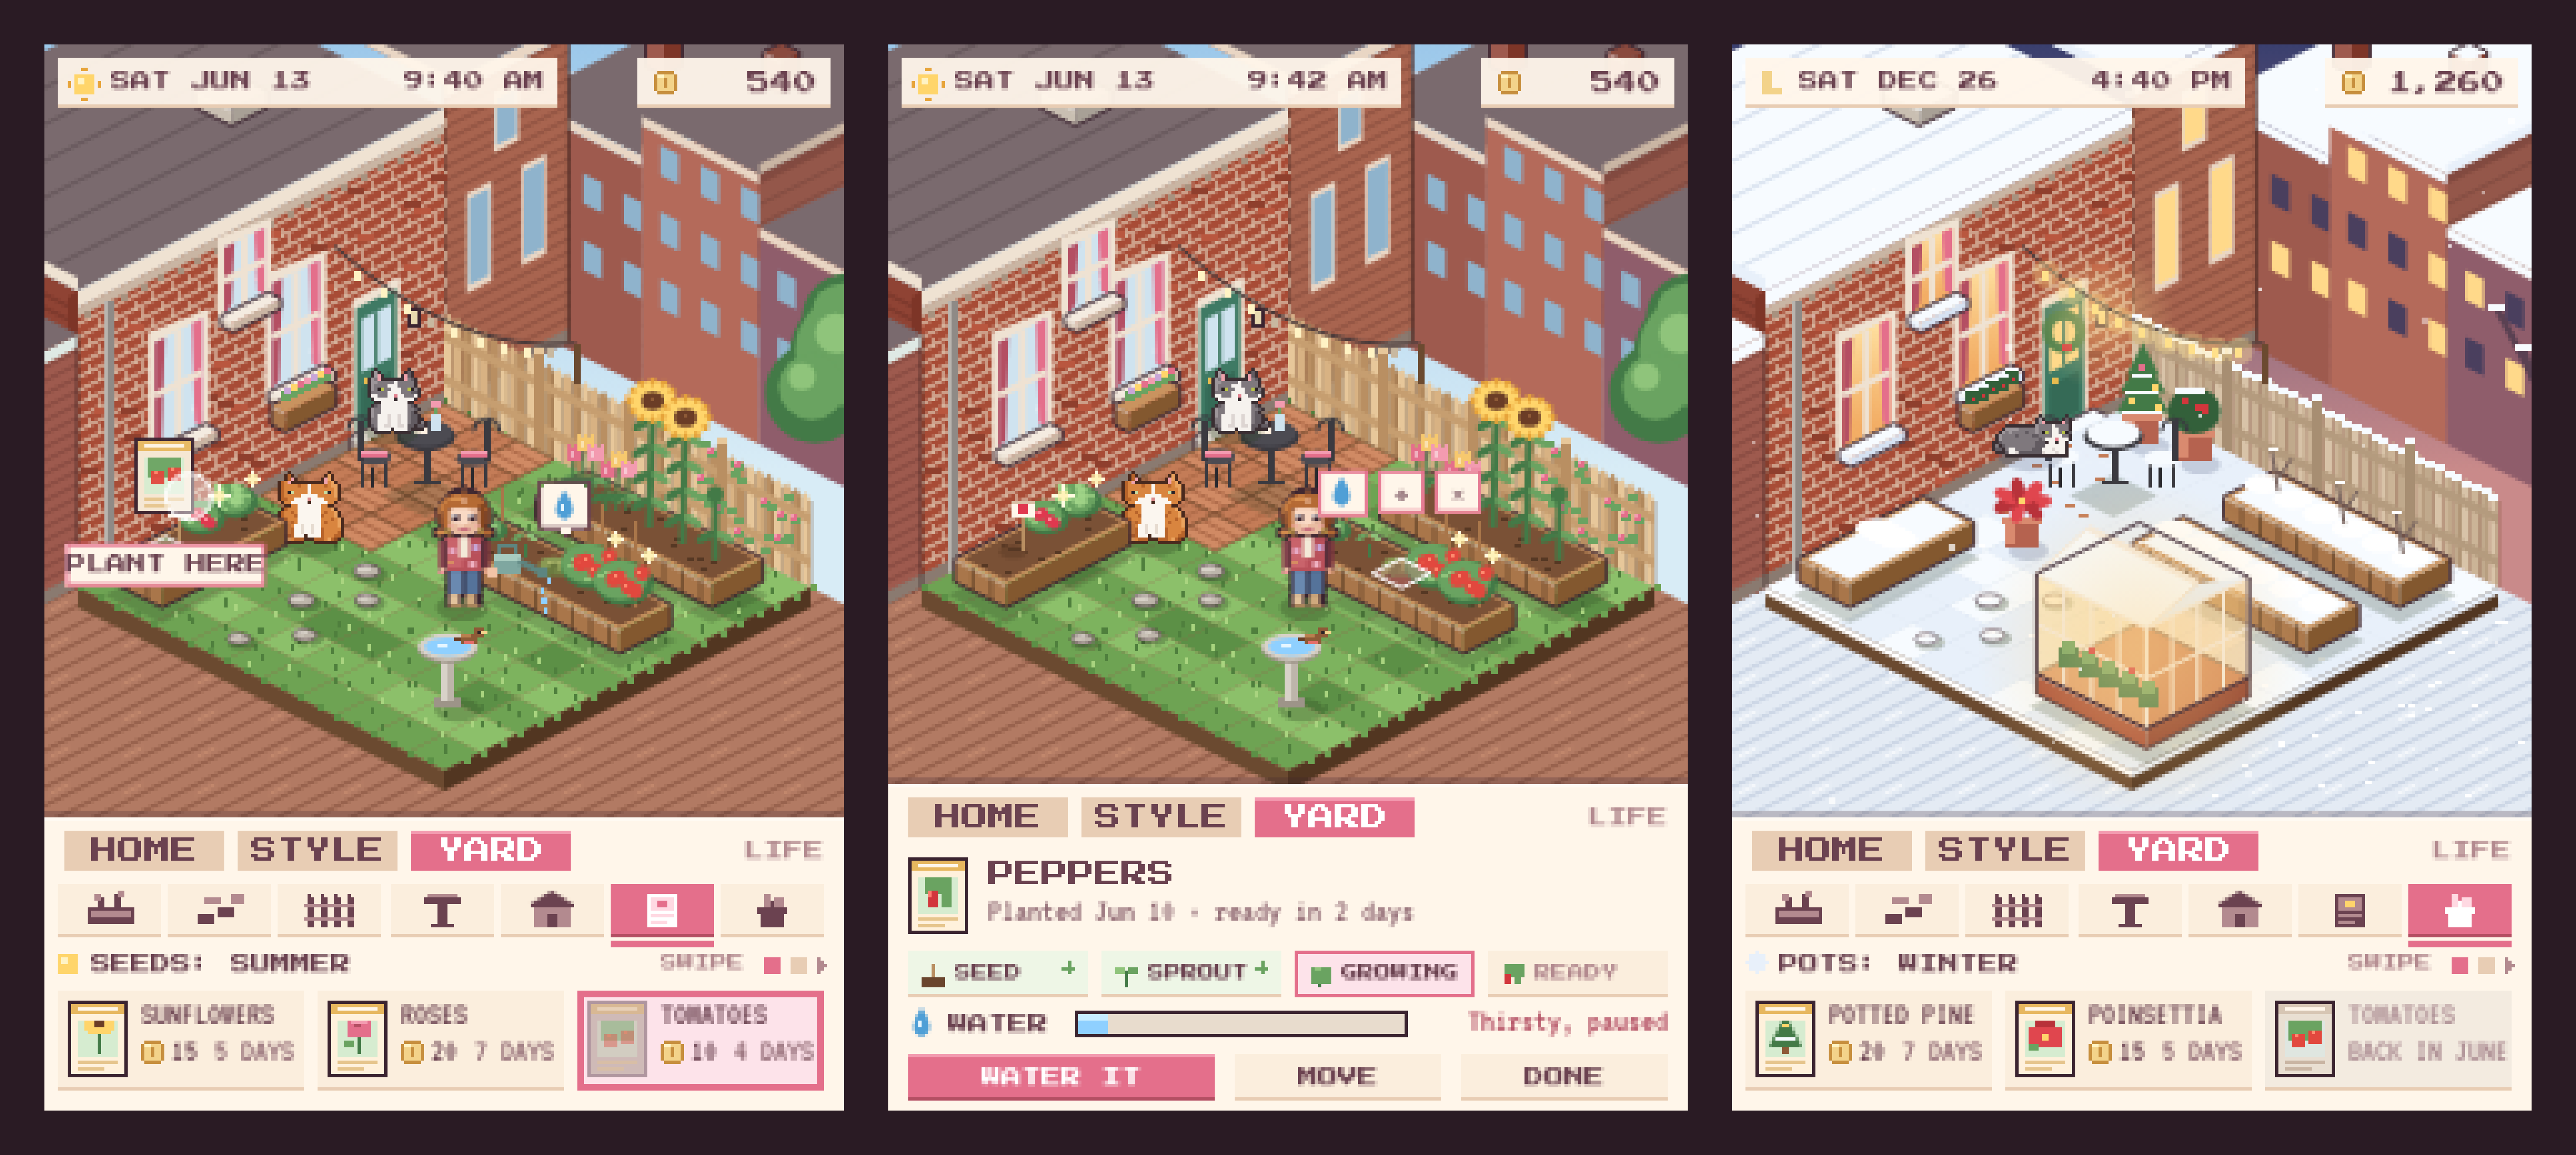 SAT JUN 13 9:40 AM
540
PLANT HERE
HOME STYLE YARD LIFE
SEEDS: SUMMER SWIPE
SUNFLOWERS
15 5 DAYS
ROSES
20 7 DAYS
TOMATOES
10 4 DAYS
SAT JUN 13 9:42 AM
540
HOME STYLE YARD LIFE
PEPPERS
Planted Jun 10 · ready in 2 days
SEED + SPROUT + GROWING READY
WATER Thirsty, paused
WATER IT MOVE DONE
SAT DEC 26 4:40 PM
1,260
HOME STYLE YARD LIFE
POTS: WINTER SWIPE
POTTED PINE
20 7 DAYS
POINSETTIA
15 5 DAYS
TOMATOES
BACK IN JUNE